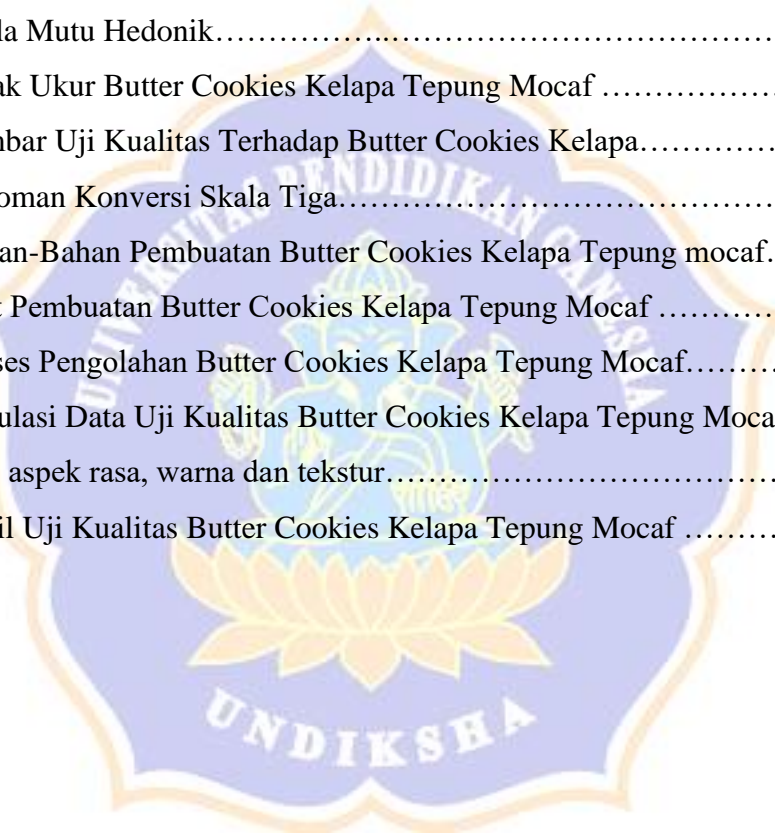 la Mutu Hedonik……………..……………………………………
ak Ukur Butter Cookies Kelapa Tepung Mocaf …………………
nbar Uji Kualitas Terhadap Butter Cookies Kelapa……………
oman Konversi Skala Tiga…………………………………………
an-Bahan Pembuatan Butter Cookies Kelapa Tepung mocaf.
t Pembuatan Butter Cookies Kelapa Tepung Mocaf …………
ses Pengolahan Butter Cookies Kelapa Tepung Mocaf………
ulasi Data Uji Kualitas Butter Cookies Kelapa Tepung Moca
aspek rasa, warna dan tekstur……………………………………
il Uji Kualitas Butter Cookies Kelapa Tepung Mocaf ………
UNIVERSITAS PENDIDIKAN GANESHA
UNDIKSHA